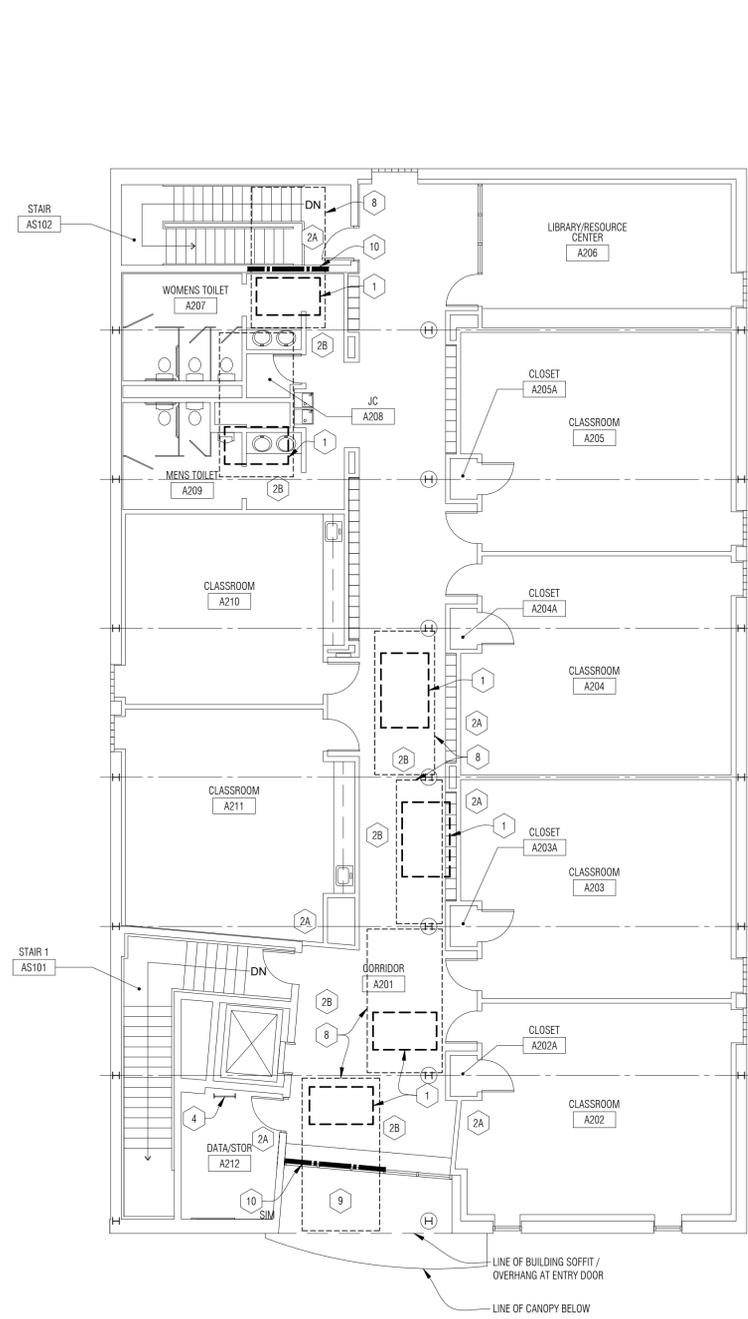 DN
8
STAIR
AS102
2A
LIBRARY/RESOURCE
CENTER
A206
10
WOMENS TOILET
A207
1
2B
CLOSET
A205A
JC
A208
CLASSROOM
A205
1
MENS TOILET
A209
2B
CLASSROOM
A210
CLOSET
A204A
CLASSROOM
A204
1
2A
2B
8
CLASSROOM
A211
2A
1
2B
CLOSET
A203A
CLASSROOM
A203
2A
STAIR 1
AS101
DN
CORRIDOR
A201
2B
8
CLOSET
A202A
1
4
CLASSROOM
A202
2A
2B
2A
DATA/STOR
A212
10
9
SIM
LINE OF BUILDING SOFFIT /
OVERHANG AT ENTRY DOOR
LINE OF CANOPY BELOW